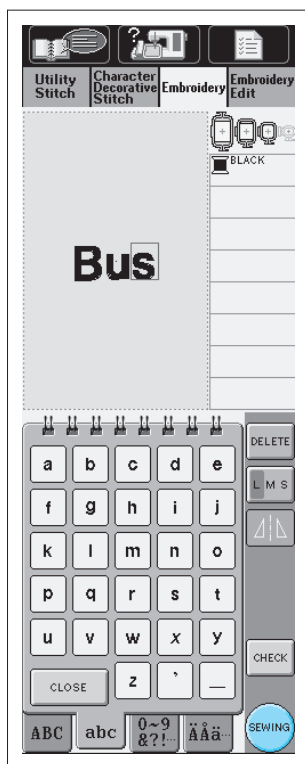 Utility Stitch
Character Decorative Stitch
Embroidery
Embroidery Edit
BLACK
Bus
DELETE
a b c d e
L M S
f g h i j
k l m n o
p q r s t
u v w x y
CHECK
CLOSE z ' _
ABC abc 0~9 &?!... ÄÅä...
SEWING